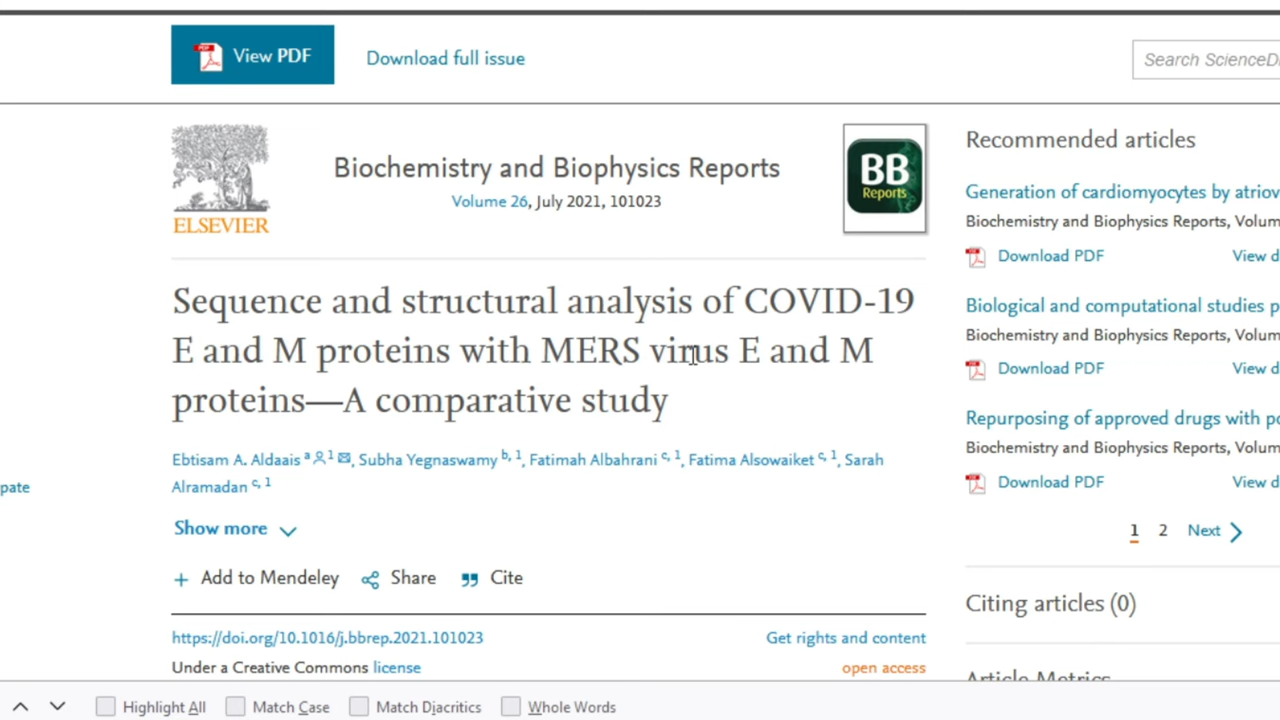 View PDF
Download full issue
Search ScienceDi
ELSEVIER
Biochemistry and Biophysics Reports
Volume 26, July 2021, 101023
BB
Reports
Sequence and structural analysis of COVID-19
E and M proteins with MERS virus E and M
proteins—A comparative study
Ebtisam A. Aldaais a 1, Subha Yegnaswamy b, 1, Fatimah Albahrani c, 1, Fatima Alsowaiket c, 1, Sarah
Alramadan c, 1
pate
Show more
+ Add to Mendeley Share Cite
https://doi.org/10.1016/j.bbrep.2021.101023
Get rights and content
Under a Creative Commons license
open access
Recommended articles
Generation of cardiomyocytes by atriov
Biochemistry and Biophysics Reports, Volum
Download PDF View d
Biological and computational studies p
Biochemistry and Biophysics Reports, Volum
Download PDF View d
Repurposing of approved drugs with po
Biochemistry and Biophysics Reports, Volum
Download PDF View d
1 2 Next
Citing articles (0)
Article Metrics
Highlight All Match Case Match Diacritics Whole Words